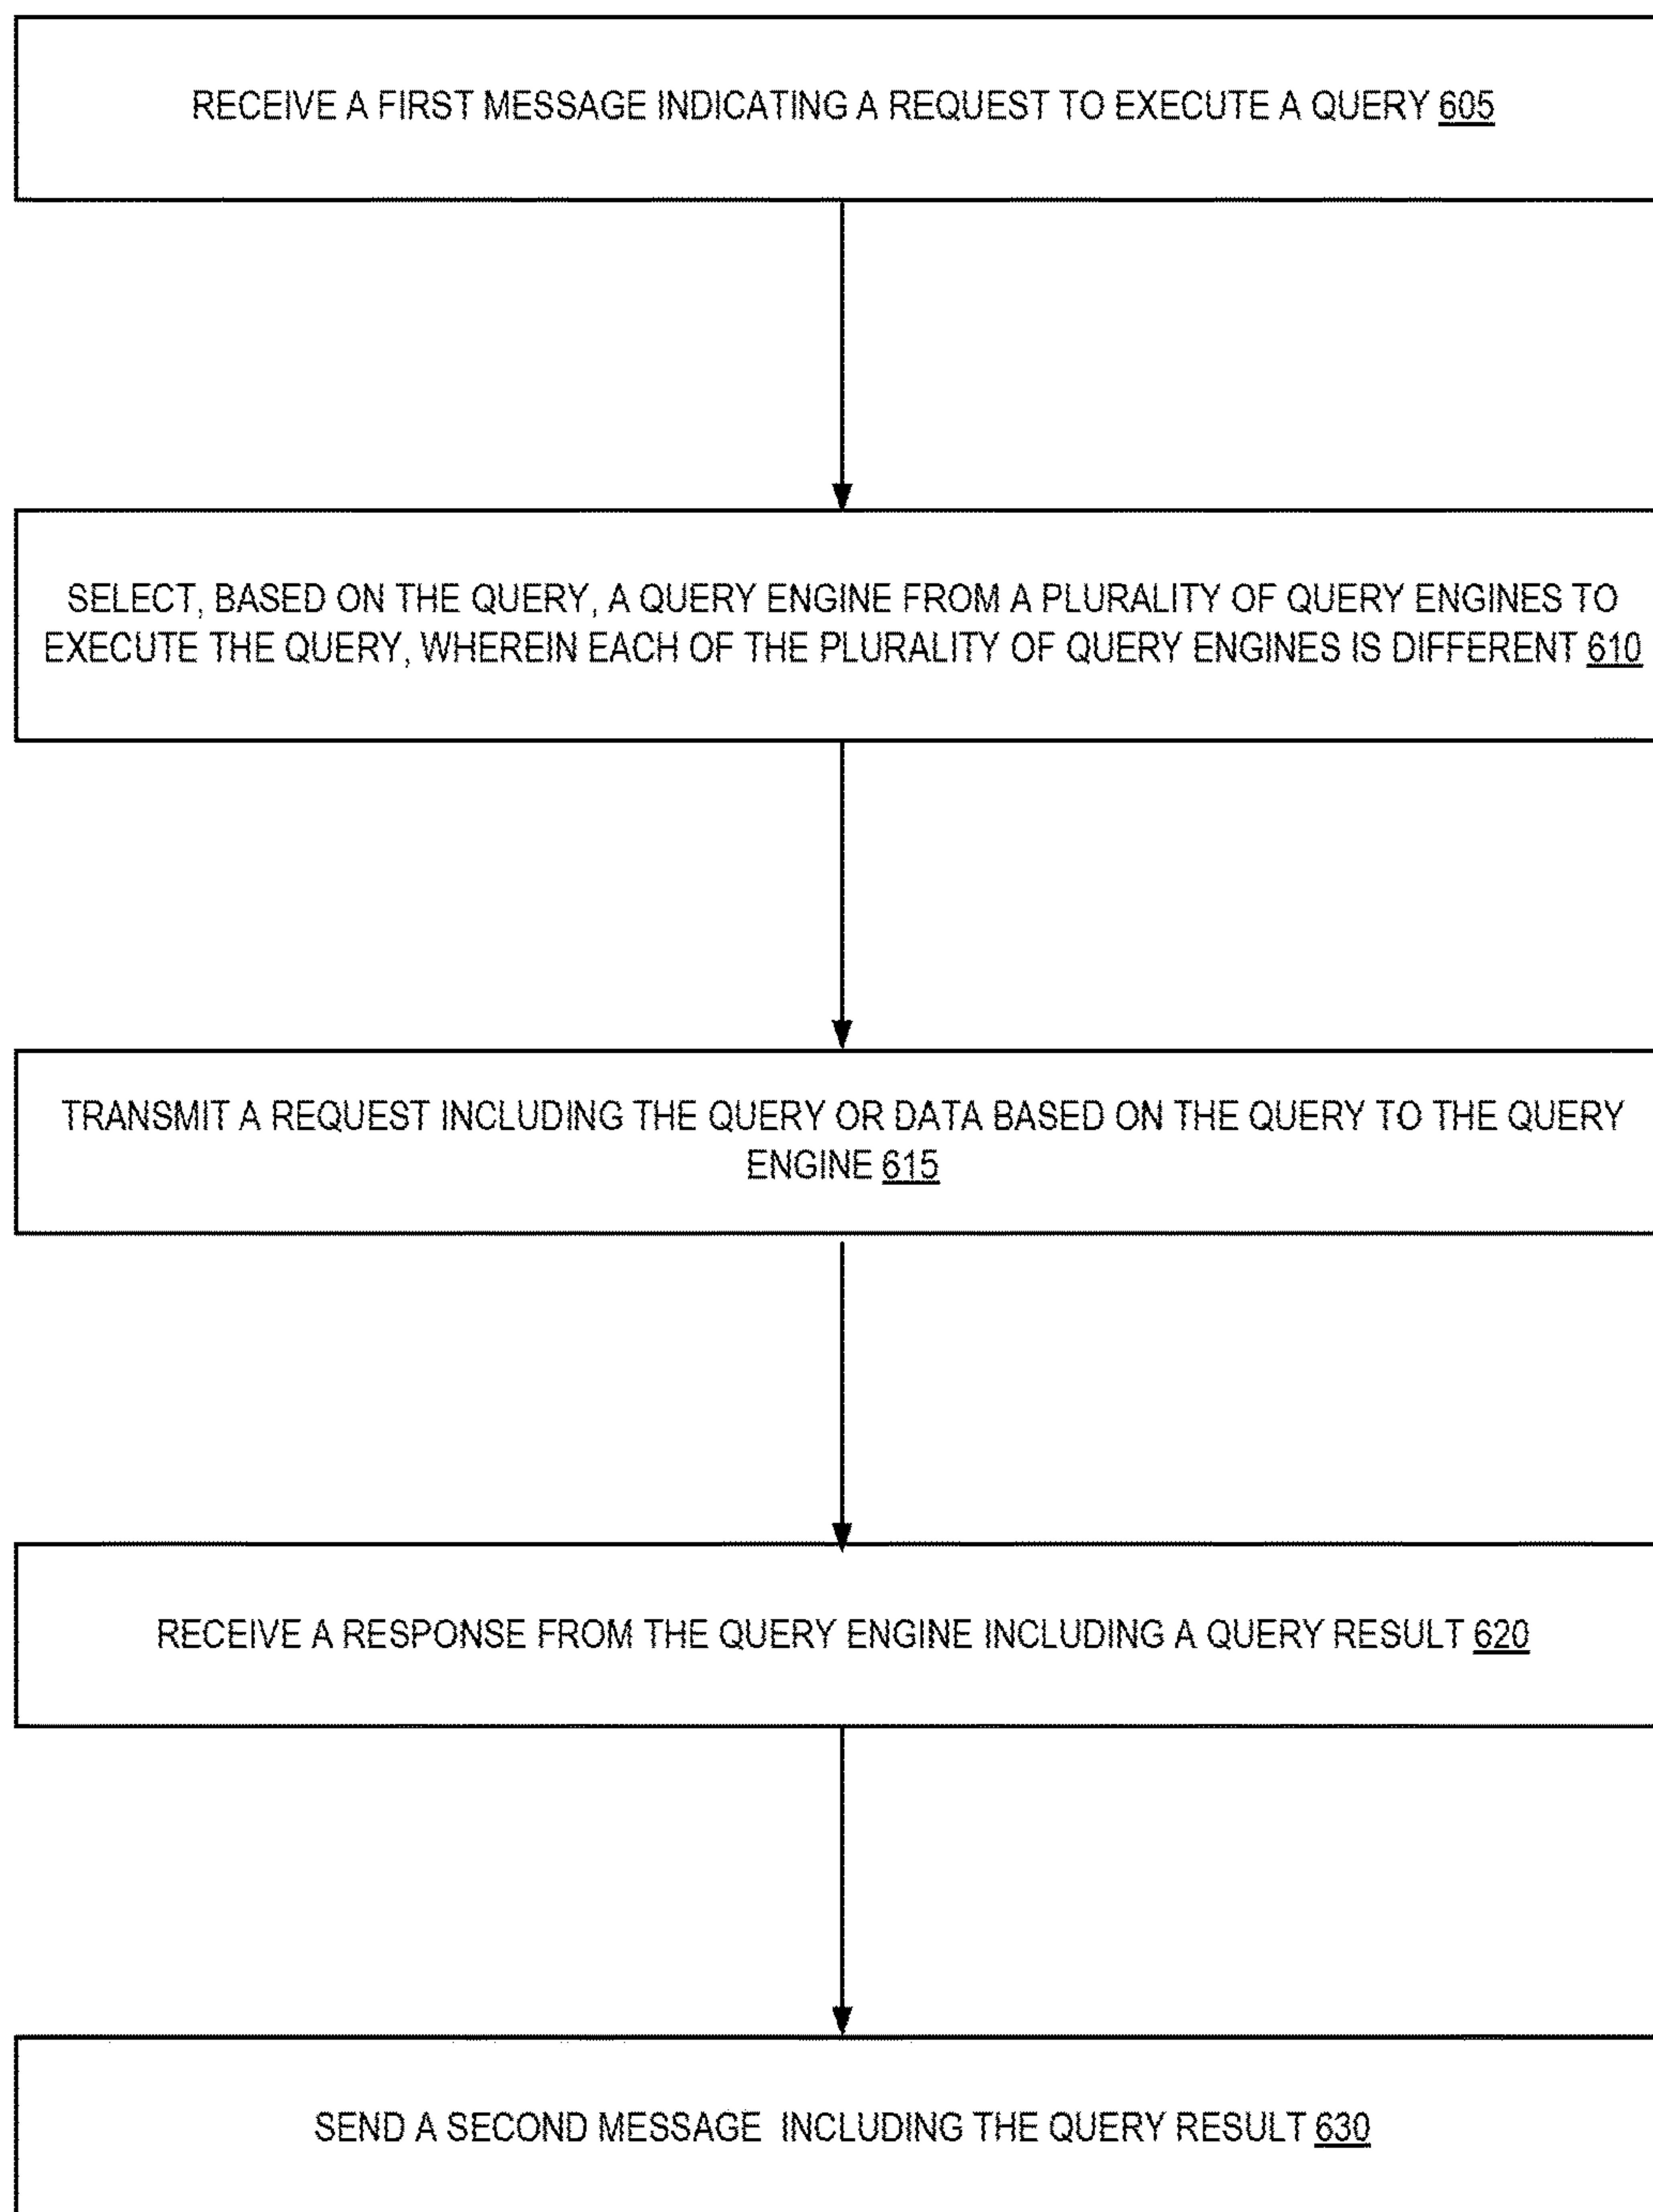 RECEIVE A FIRST MESSAGE INDICATING A REQUEST TO EXECUTE A QUERY 605
SELECT, BASED ON THE QUERY, A QUERY ENGINE FROM A PLURALITY OF QUERY ENGINES TO
EXECUTE THE QUERY, WHEREIN EACH OF THE PLURALITY OF QUERY ENGINES IS DIFFERENT 610
TRANSMIT A REQUEST INCLUDING THE QUERY OR DATA BASED ON THE QUERY TO THE QUERY
ENGINE 615
RECEIVE A RESPONSE FROM THE QUERY ENGINE INCLUDING A QUERY RESULT 620
SEND A SECOND MESSAGE INCLUDING THE QUERY RESULT 630